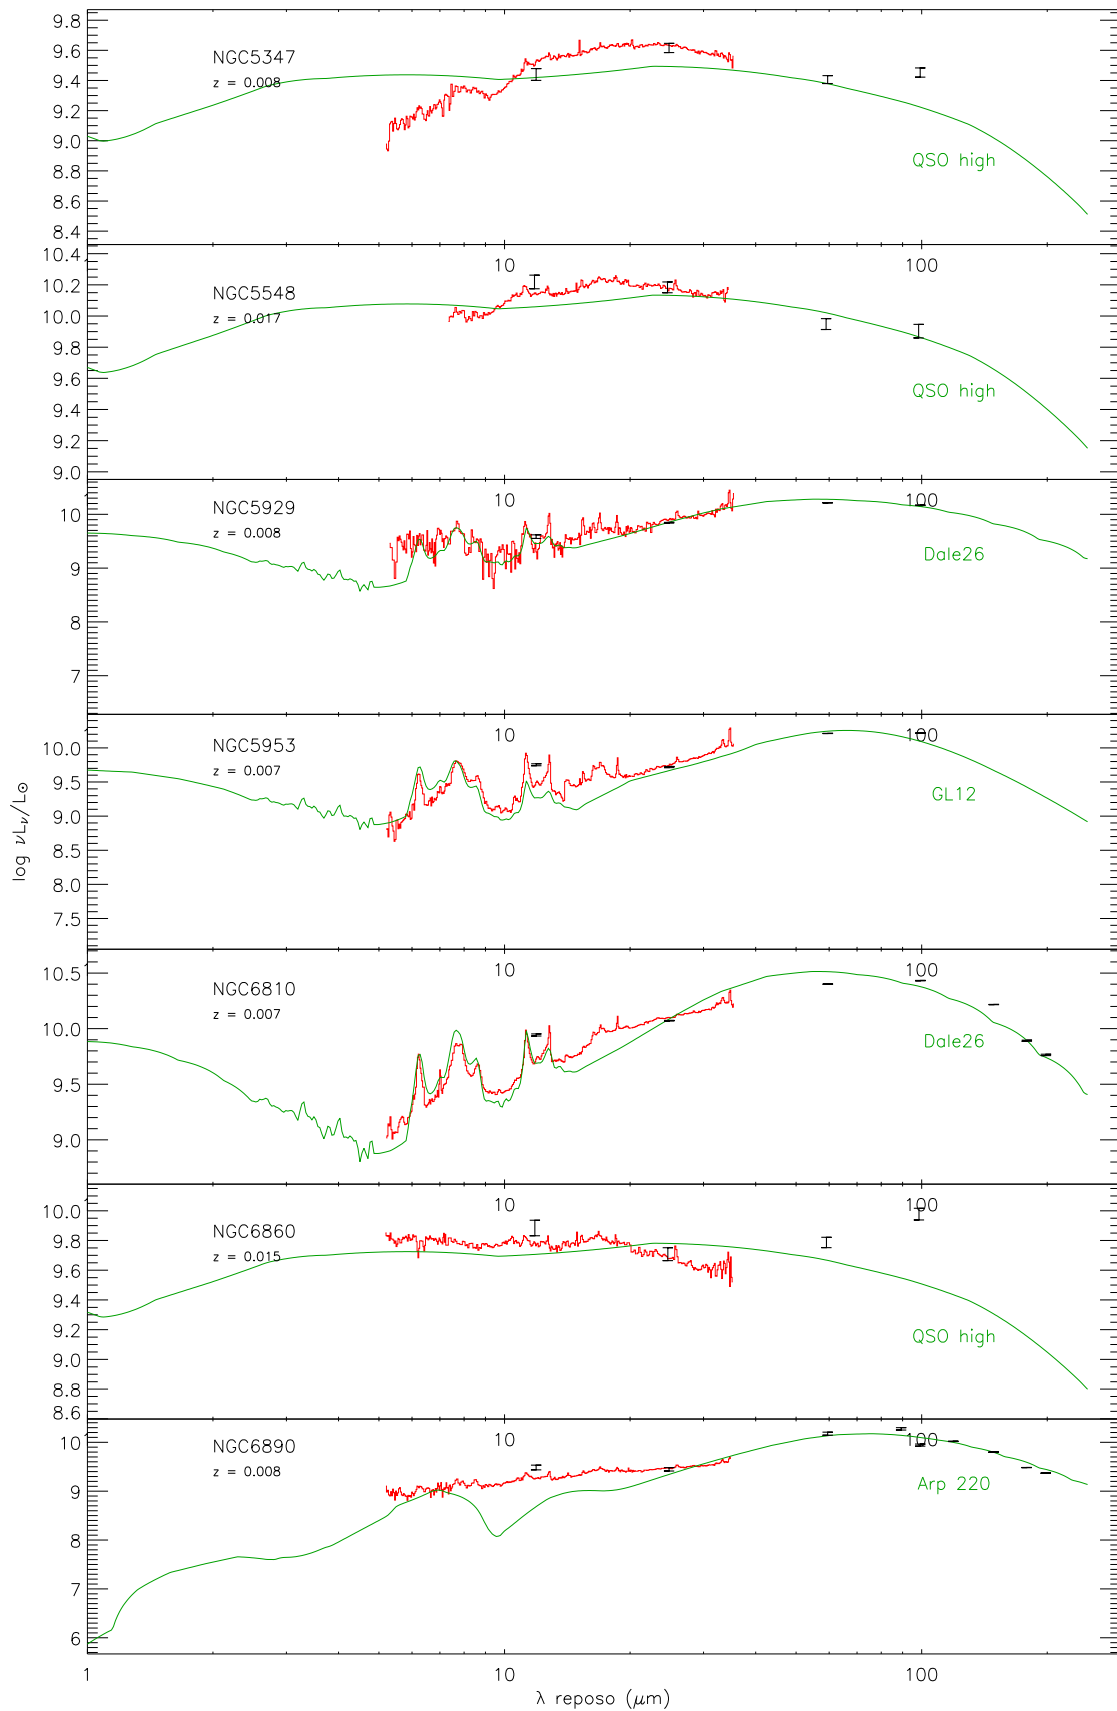 9.8
9.6
9.4
9.2
9.0
8.8
8.6
8.4
NGC5347
z = 0.008
QSO high
10 100
10.4
10.2
10.0
9.8
9.6
9.4
9.2
9.0
NGC5548
z = 0.017
QSO high
10 100
10
9
8
7
NGC5929
z = 0.008
Dale26
10 100
10.0
9.5
9.0
8.5
8.0
7.5
NGC5953
z = 0.007
GL12
log νLν/L⊙
10 100
10.5
10.0
9.5
9.0
NGC6810
z = 0.007
Dale26
10 100
10.0
9.8
9.6
9.4
9.2
9.0
8.8
8.6
NGC6860
z = 0.015
QSO high
10 100
10
9
8
7
6
NGC6890
z = 0.008
Arp 220
1 10 100
λ reposo (μm)